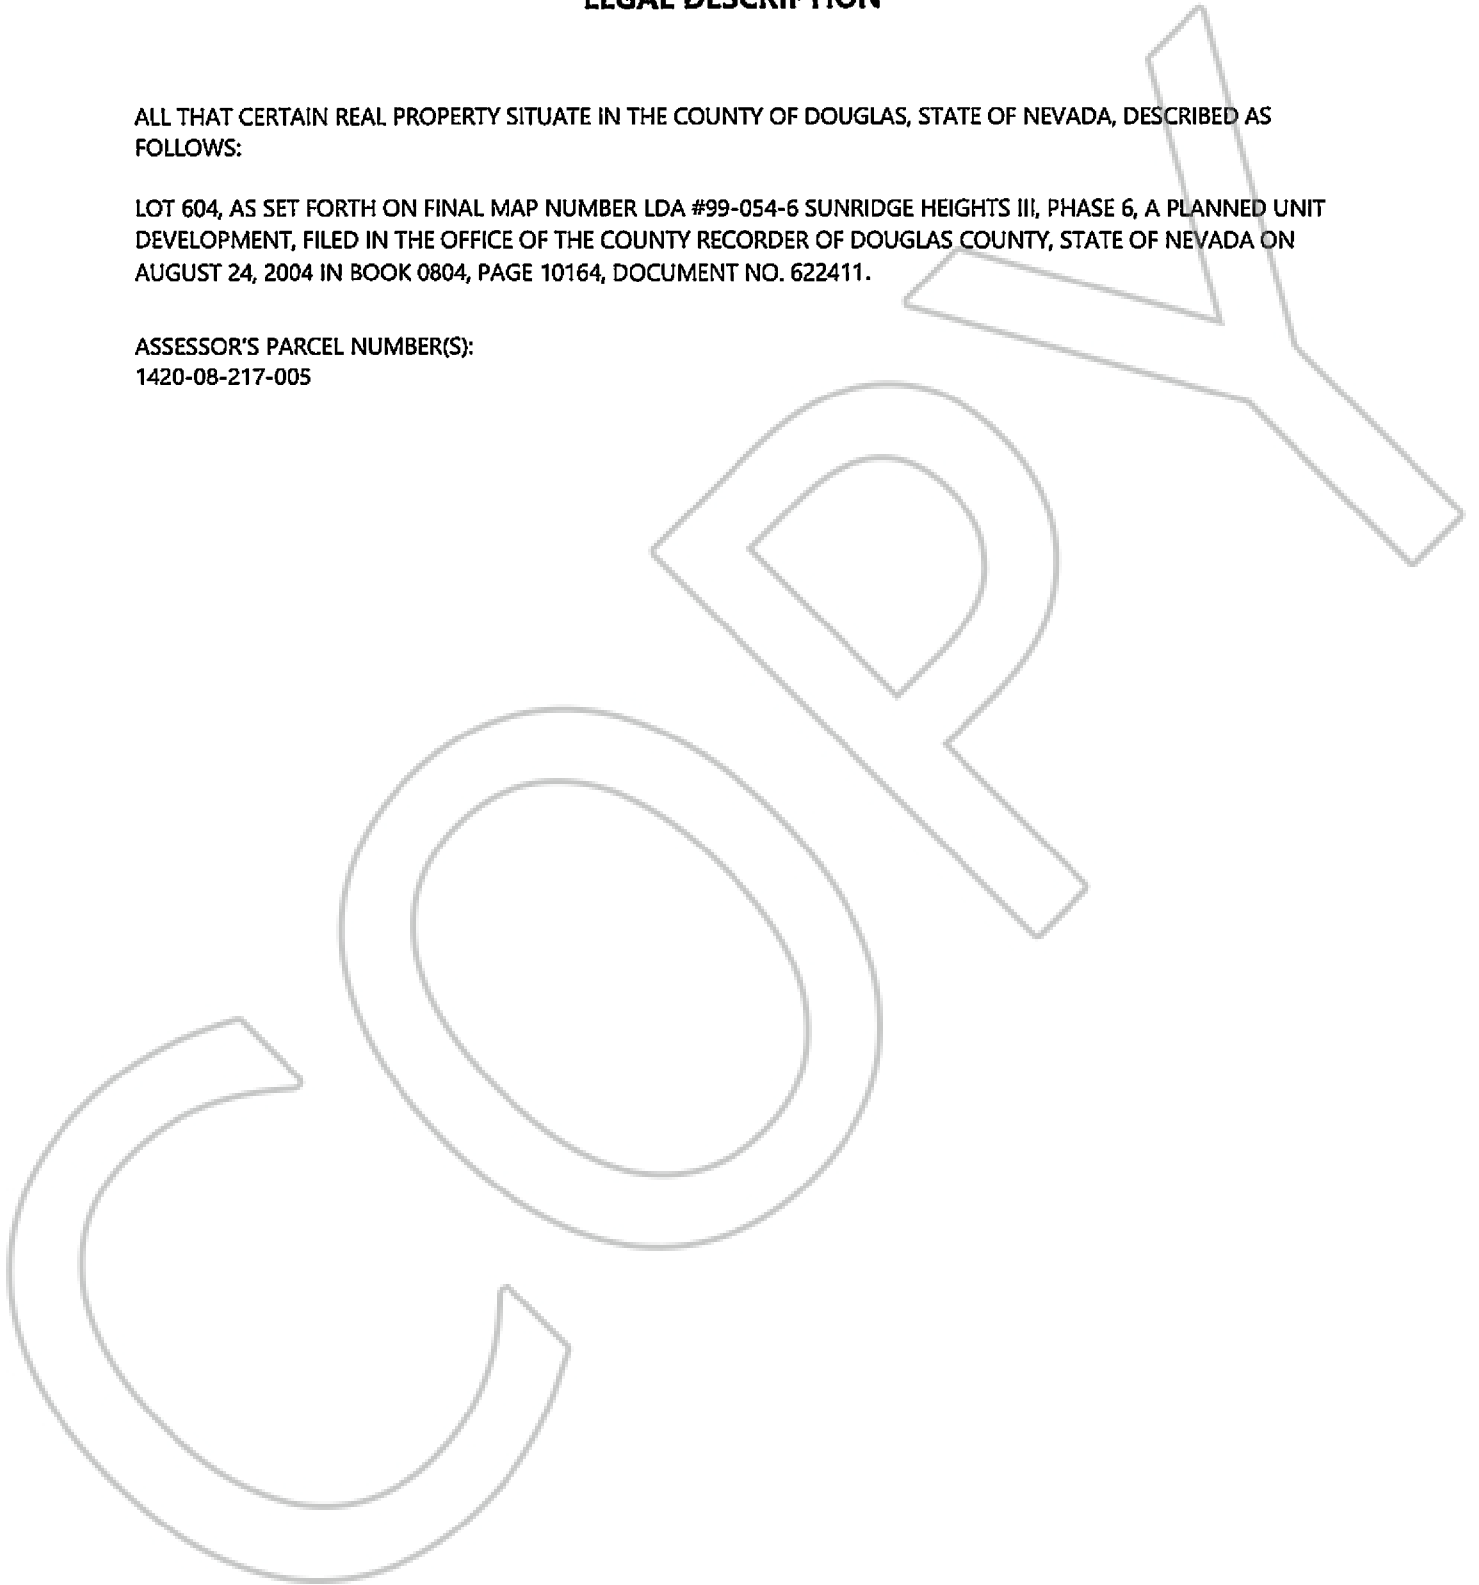 LEGAL DESCRIPTION
ALL THAT CERTAIN REAL PROPERTY SITUATE IN THE COUNTY OF DOUGLAS, STATE OF NEVADA, DESCRIBED AS
FOLLOWS:
LOT 604, AS SET FORTH ON FINAL MAP NUMBER LDA #99-054-6 SUNRIDGE HEIGHTS III, PHASE 6, A PLANNED UNIT
DEVELOPMENT, FILED IN THE OFFICE OF THE COUNTY RECORDER OF DOUGLAS COUNTY, STATE OF NEVADA ON
AUGUST 24, 2004 IN BOOK 0804, PAGE 10164, DOCUMENT NO. 622411.
ASSESSOR'S PARCEL NUMBER(S):
1420-08-217-005
COPY